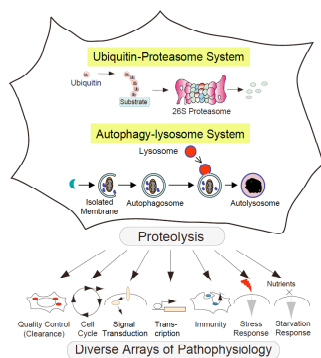 Ubiquitin-Proteasome System
Ubiquitin
Substrate
26S Proteasome
Autophagy-lysosome System
Lysosome
Isolated
Membrane
Autophagosome
Autolysosome
Proteolysis
Nutrients
Quality Control
(Clearance)
Cell
Cycle
Signal
Transduction
Trans-
cription
Immunity
Stress
Response
Starvation
Response
Diverse Arrays of Pathophysiology